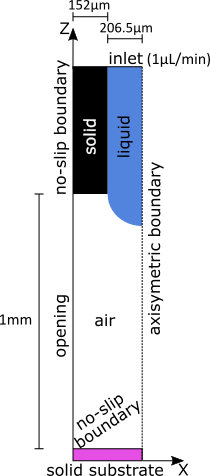 152μm
Z
206.5μm
inlet (1μL/min)
no-slip boundary
solid
liquid
axisymetric boundary
1mm
opening
air
no-slip
boundary
solid substrate
X